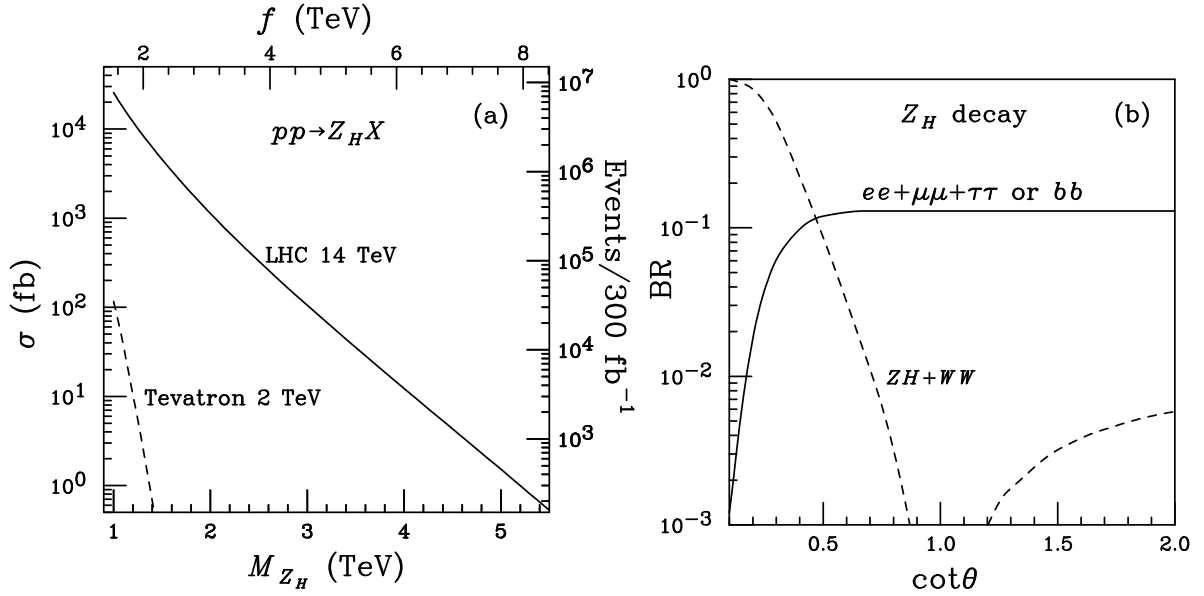 f (TeV)
2 4 6 8
(a)
pp→Z_H X
LHC 14 TeV
Tevatron 2 TeV
σ (fb)
10^4
10^3
10^2
10^1
10^0
10^7
10^6
10^5
10^4
10^3
Events/300 fb^-1
1 2 3 4 5
M_Z_H (TeV)
Z_H decay (b)
ee+μμ+ττ or bb
ZH+WW
BR
10^0
10^-1
10^-2
10^-3
0.5 1.0 1.5 2.0
cotθ